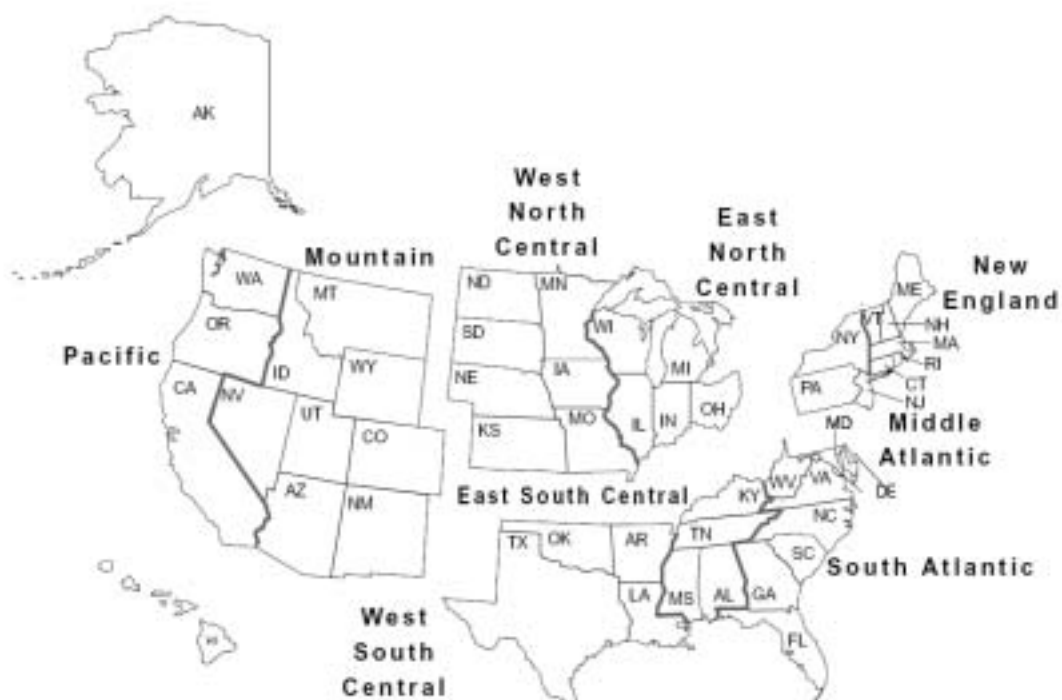 AK
West
North
Central
East
North
Central
Mountain
New
England
WA
MT
ND
MN
ME
VT
NH
OR
SD
WI
NY
MA
Pacific
ID
WY
NE
IA
MI
PA
RI
CT
NJ
CA
NV
UT
CO
KS
MO
IL
IN
OH
Middle
Atlantic
MD
AZ
NM
East South Central
KY
WV
VA
DE
TX
OK
AR
TN
NC
SC
South Atlantic
LA
MS
AL
GA
FL
HI
West
South
Central